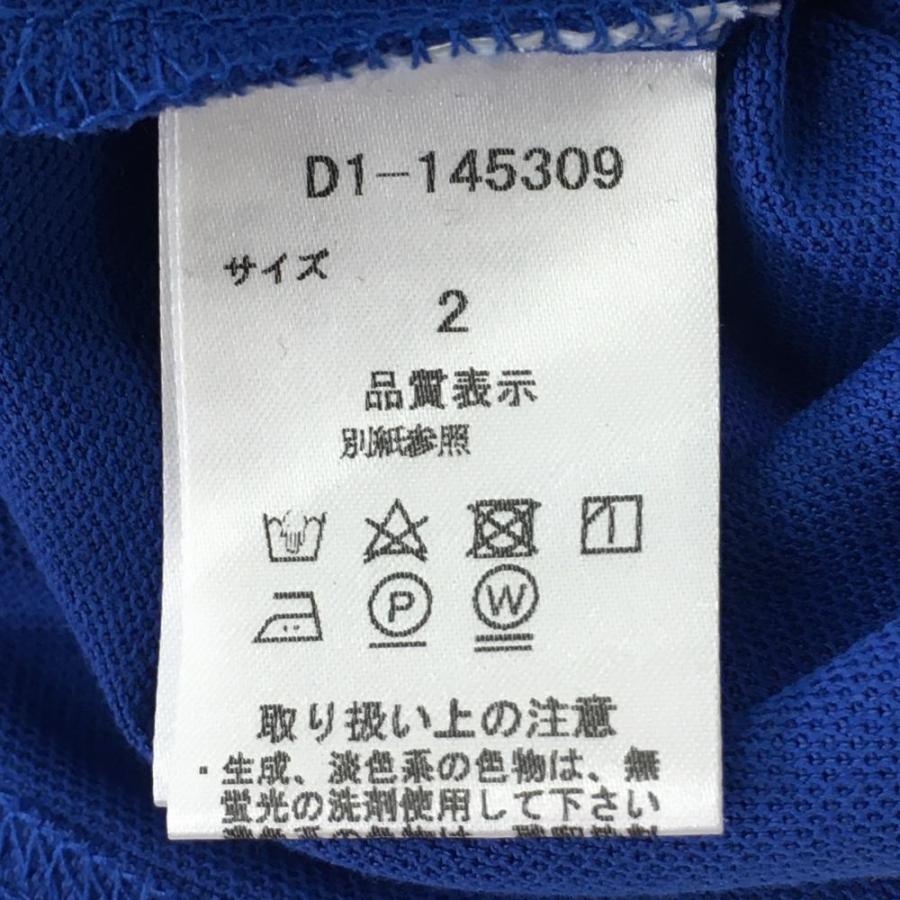 D1-145309
サイズ
2
品質表示
別紙参照
P W
取り扱い上の注意
・生成、淡色系の色物は、無
蛍光の洗剤使用して下さい